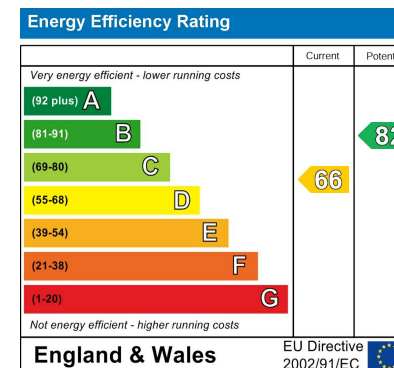 Energy Efficiency Rating
Current Potent
Very energy efficient - lower running costs
(92 plus) A
(81-91) B
82
(69-80) C
66
(55-68) D
(39-54) E
(21-38) F
(1-20) G
Not energy efficient - higher running costs
England & Wales
EU Directive
2002/91/EC